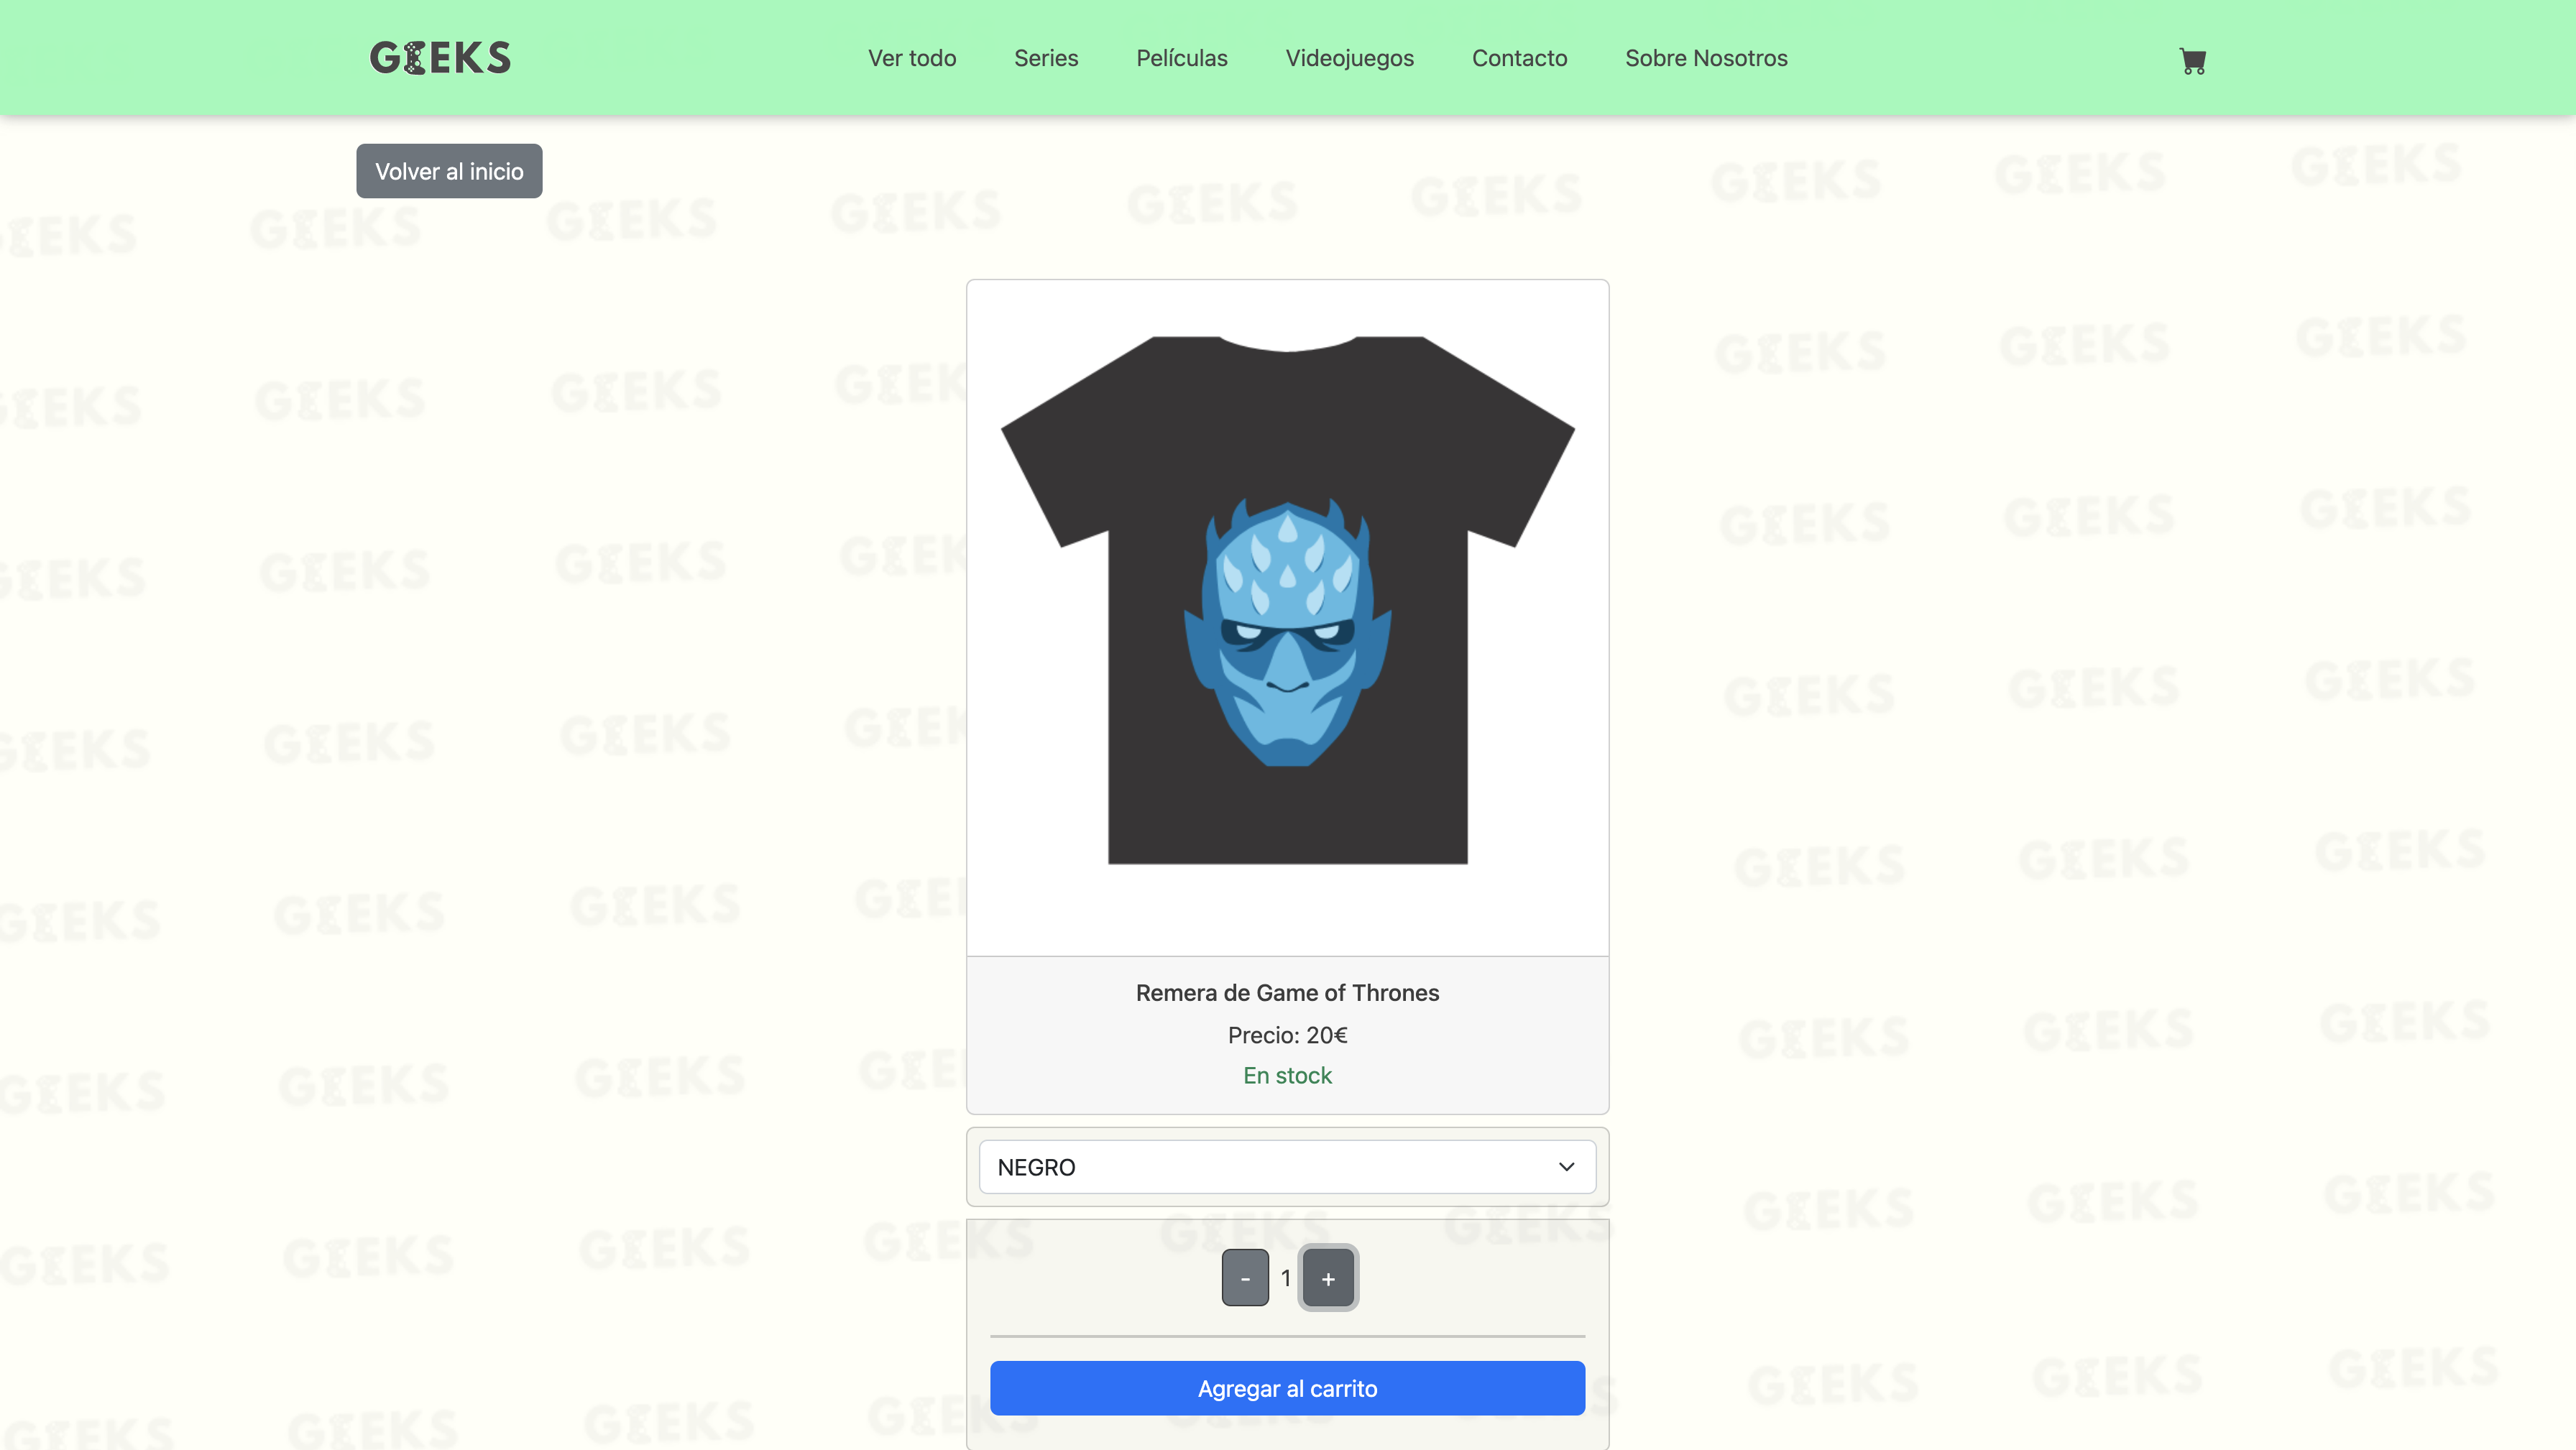 GEEKS
Ver todo
Series
Películas
Videojuegos
Contacto
Sobre Nosotros
Volver al inicio
Remera de Game of Thrones
Precio: 20€
En stock
NEGRO
- 1 +
Agregar al carrito